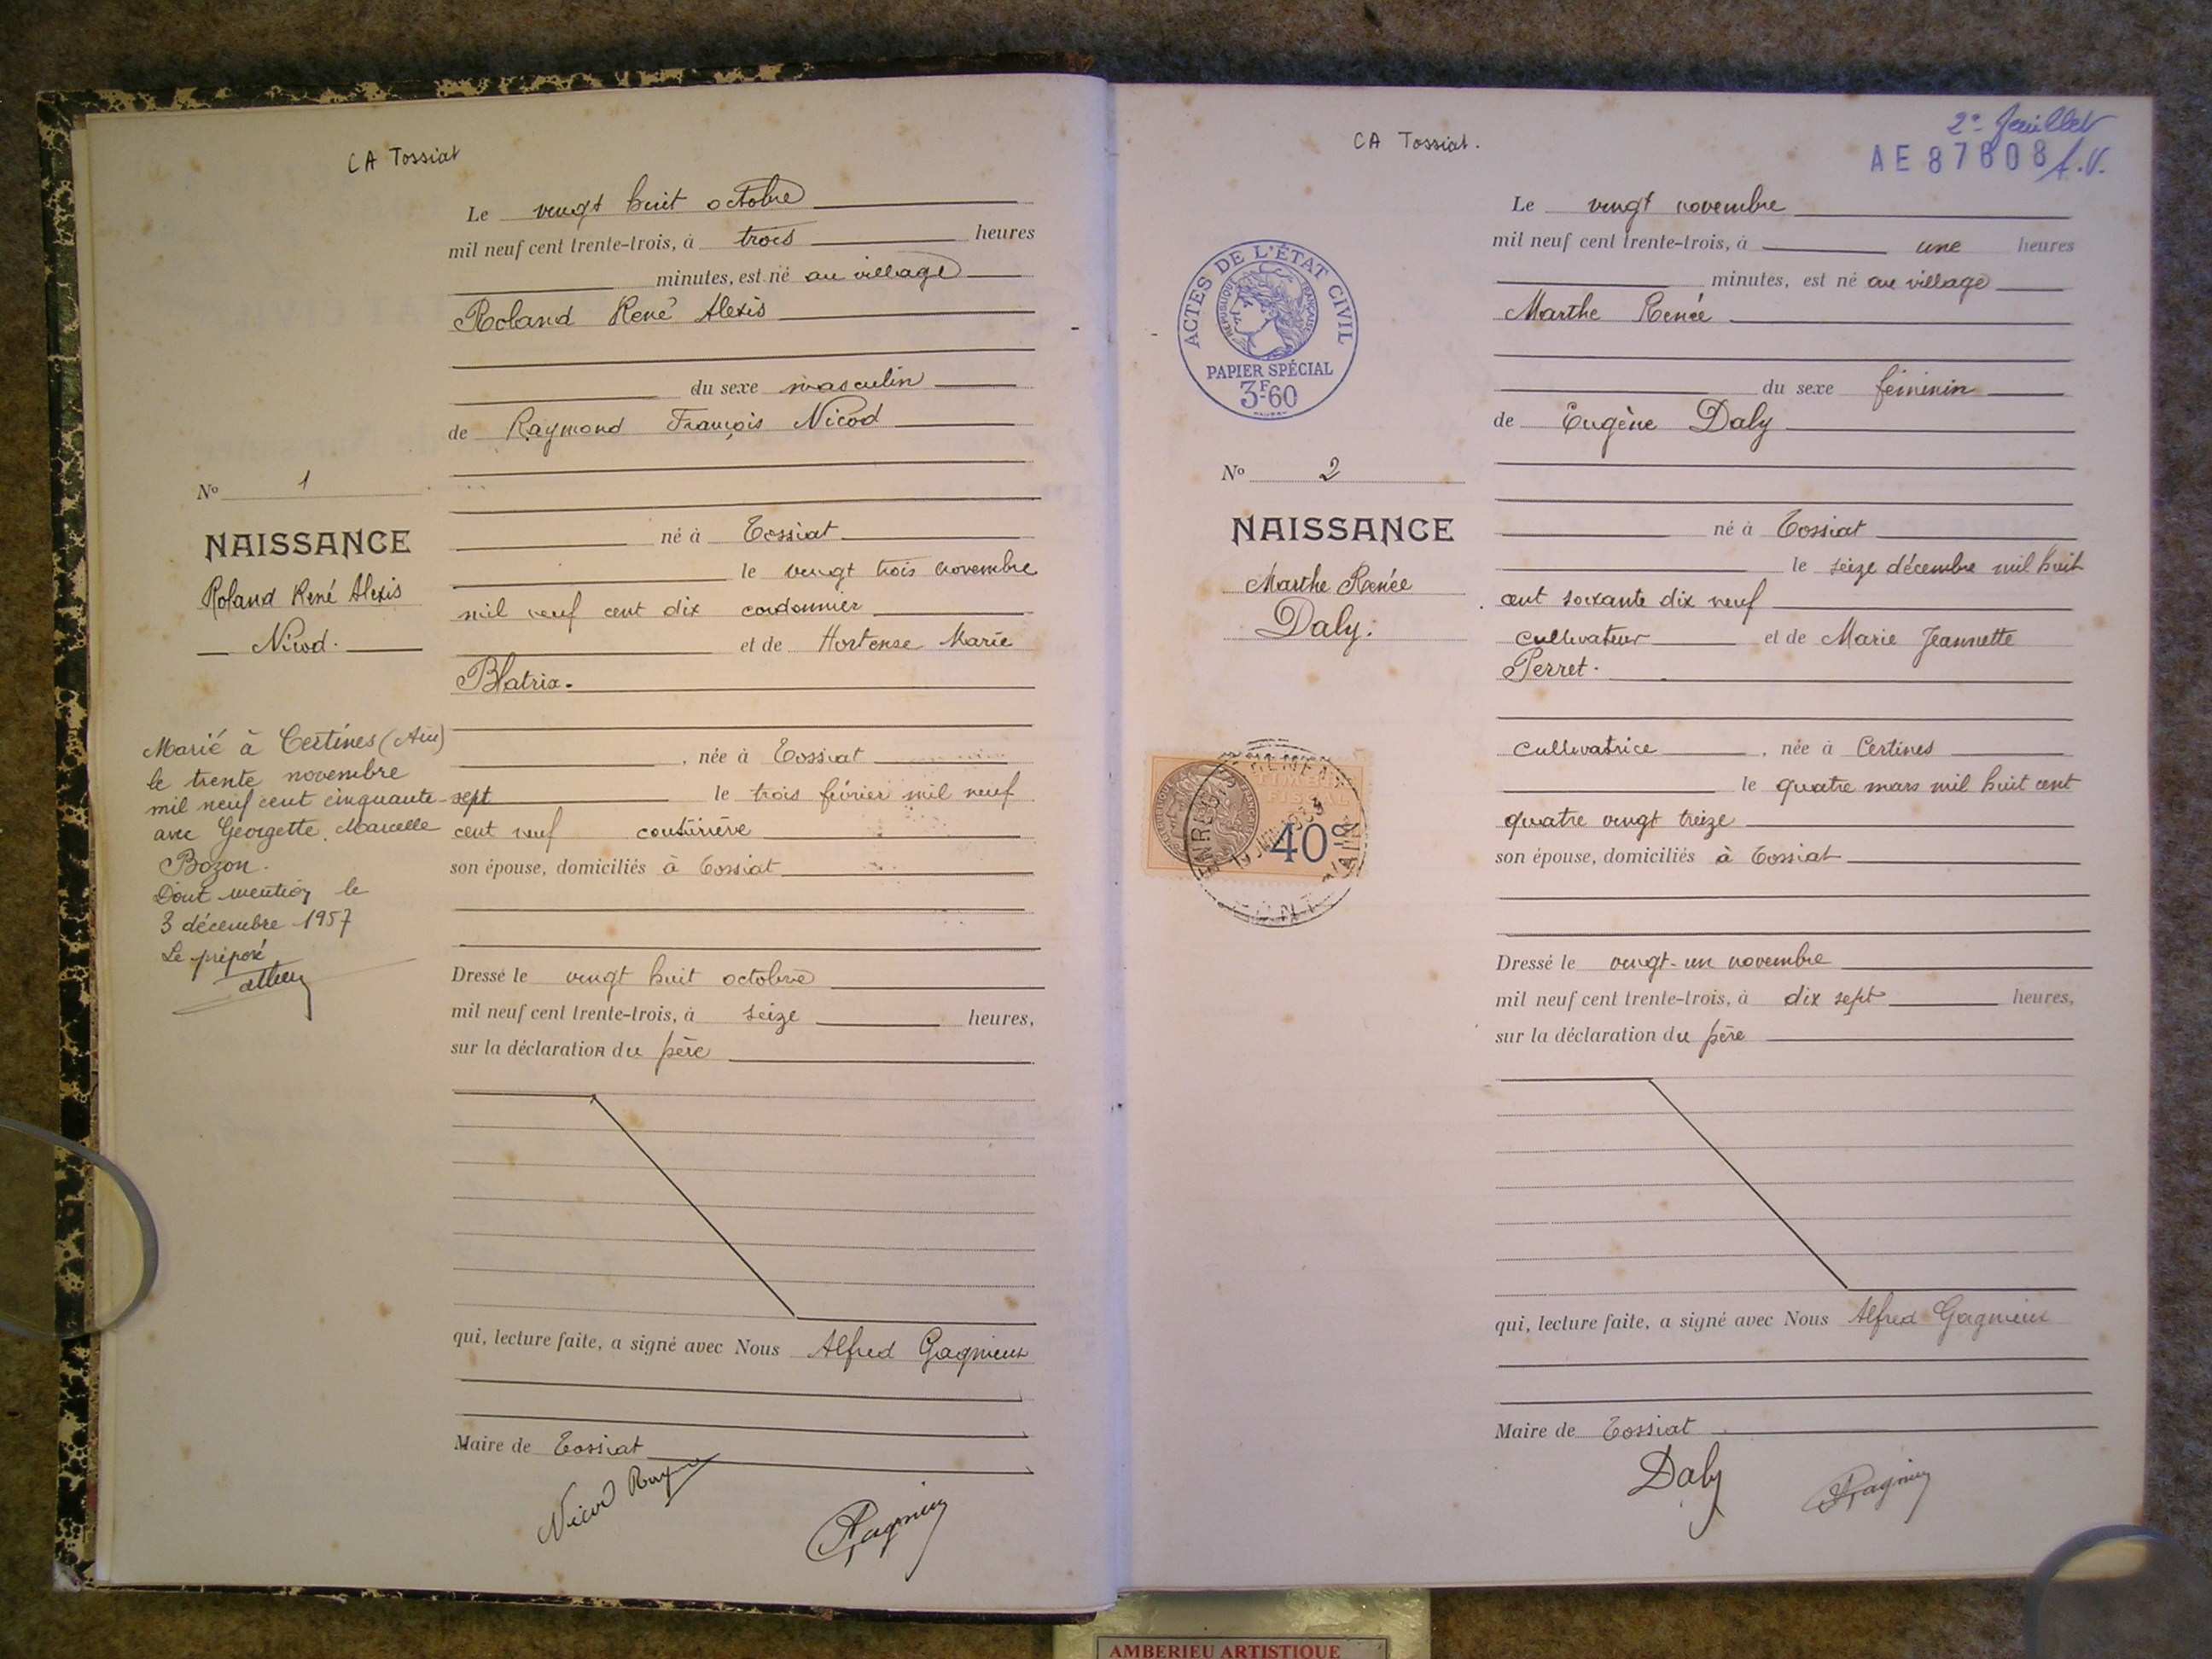 CA Tossiat
Le vingt huit octobre
mil neuf cent trente-trois, à trois heures
minutes, est né au village
Roland René Alexis
du sexe masculin
de Raymond François Nicod
No 1
NAISSANCE
Roland René Alexis
Nicod.
né à Tossiat
le vingt trois novembre
mil neuf cent dix cordonnier
et de Hortense Marie
Blatrix.
, née à Tossiat
le trois février mil neuf
cent neuf couturière
son épouse, domiciliés à Tossiat
Marié à Certines (Ain)
le trente novembre
mil neuf cent cinquante-sept
avec Georgette Marcelle
Bozon.
Dont mention le
3 décembre 1957
Le préposé
Dressé le vingt huit octobre
mil neuf cent trente-trois, à seize heures,
sur la déclaration du père
qui, lecture faite, a signé avec Nous Alfred Gagnieux
Maire de Tossiat
Nicod
CA Tossiat.
2e feuillet
AE 87808
Le vingt novembre
mil neuf cent trente-trois, à une heures
minutes, est né au village
Marthe Renée
du sexe féminin
de Eugène Daly
ACTES DE L'ÉTAT CIVIL
RÉPUBLIQUE FRANÇAISE
PAPIER SPÉCIAL
3F60
No 2
NAISSANCE
Marthe Renée
Daly.
né à Tossiat
le seize décembre mil huit
cent soixante dix neuf
cultivateur et de Marie Jeannette
Perret.
cultivatrice , née à Certines
le quatre mars mil huit cent
quatre vingt treize
son épouse, domiciliés à Tossiat
FISCAL
40c
Dressé le vingt-un novembre
mil neuf cent trente-trois, à dix sept heures,
sur la déclaration du père
qui, lecture faite, a signé avec Nous Alfred Gagnieux
Maire de Tossiat
Daly
AMBERIEU ARTISTIQUE